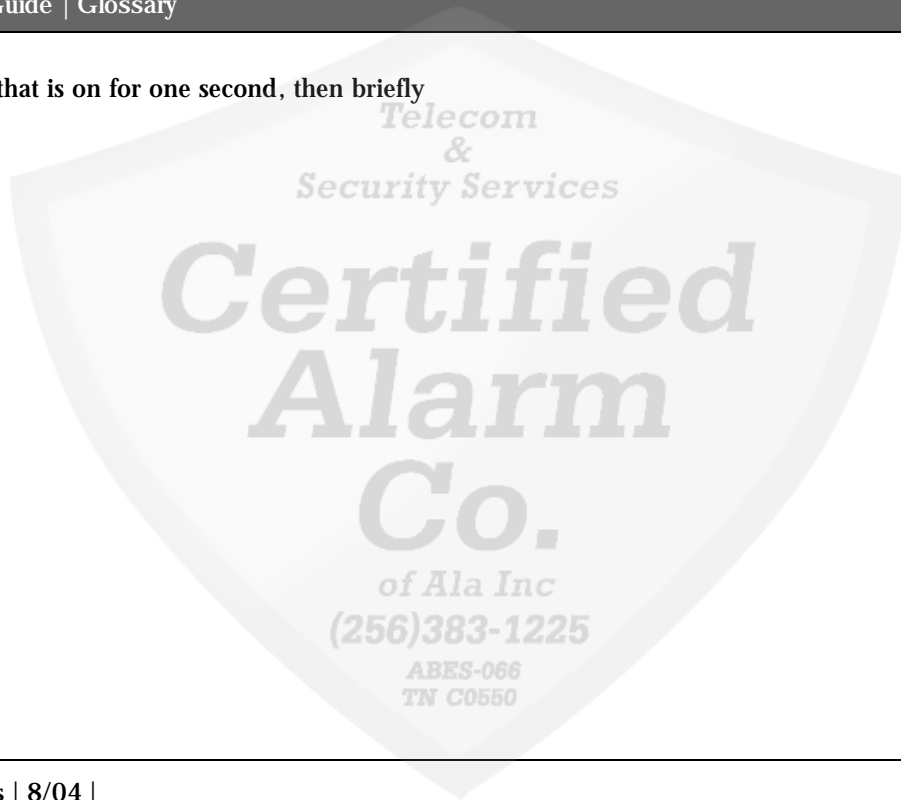 Guide | Glossary
that is on for one second, then briefly
Telecom
&
Security Services
Certified
Alarm
Co.
of Ala Inc
(256)383-1225
ABES-066
TN C0550
s | 8/04 |